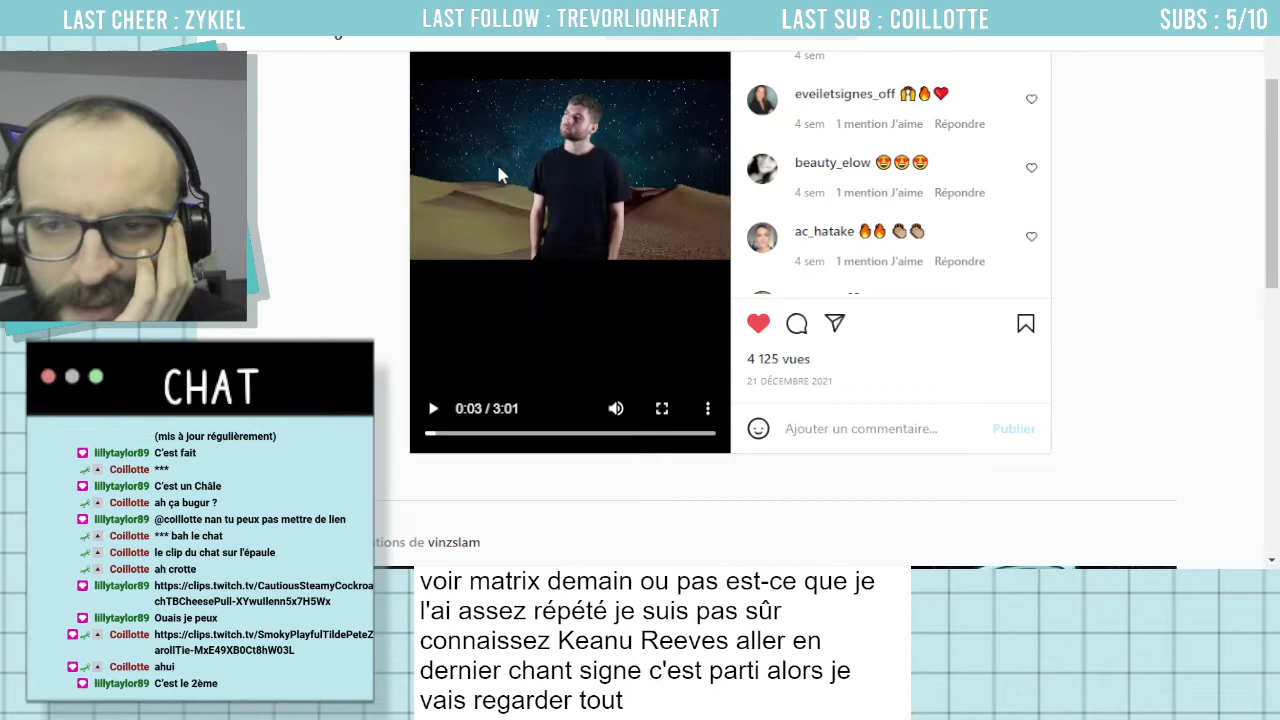 LAST CHEER : ZYKIEL
LAST FOLLOW : TREVORLIONHEART
LAST SUB : COILLOTTE
SUBS : 5/10
4 sem
eveiletsignes_off
4 sem 1 mention J'aime Répondre
beauty_elow
4 sem 1 mention J'aime Répondre
ac_hatake
4 sem 1 mention J'aime Répondre
4 125 vues
21 DÉCEMBRE 2021
Ajouter un commentaire... Publier
0:03 / 3:01
tions de vinzslam
CHAT
(mis à jour régulièrement)
lillytaylor89 C'est fait
Coillotte ***
lillytaylor89 C'est un Châle
Coillotte ah ça bugur ?
lillytaylor89 @coillotte nan tu peux pas mettre de lien
Coillotte *** bah le chat
Coillotte le clip du chat sur l'épaule
Coillotte ah crotte
lillytaylor89 https://clips.twitch.tv/CautiousSteamyCockroa
chTBCheesePull-XYwuIlenn5x7H5Wx
lillytaylor89 Ouais je peux
Coillotte https://clips.twitch.tv/SmokyPlayfulTildePeteZ
arollTie-MxE49XB0Ct8hW03L
Coillotte ahui
lillytaylor89 C'est le 2ème
voir matrix demain ou pas est-ce que je
l'ai assez répété je suis pas sûr
connaissez Keanu Reeves aller en
dernier chant signe c'est parti alors je
vais regarder tout